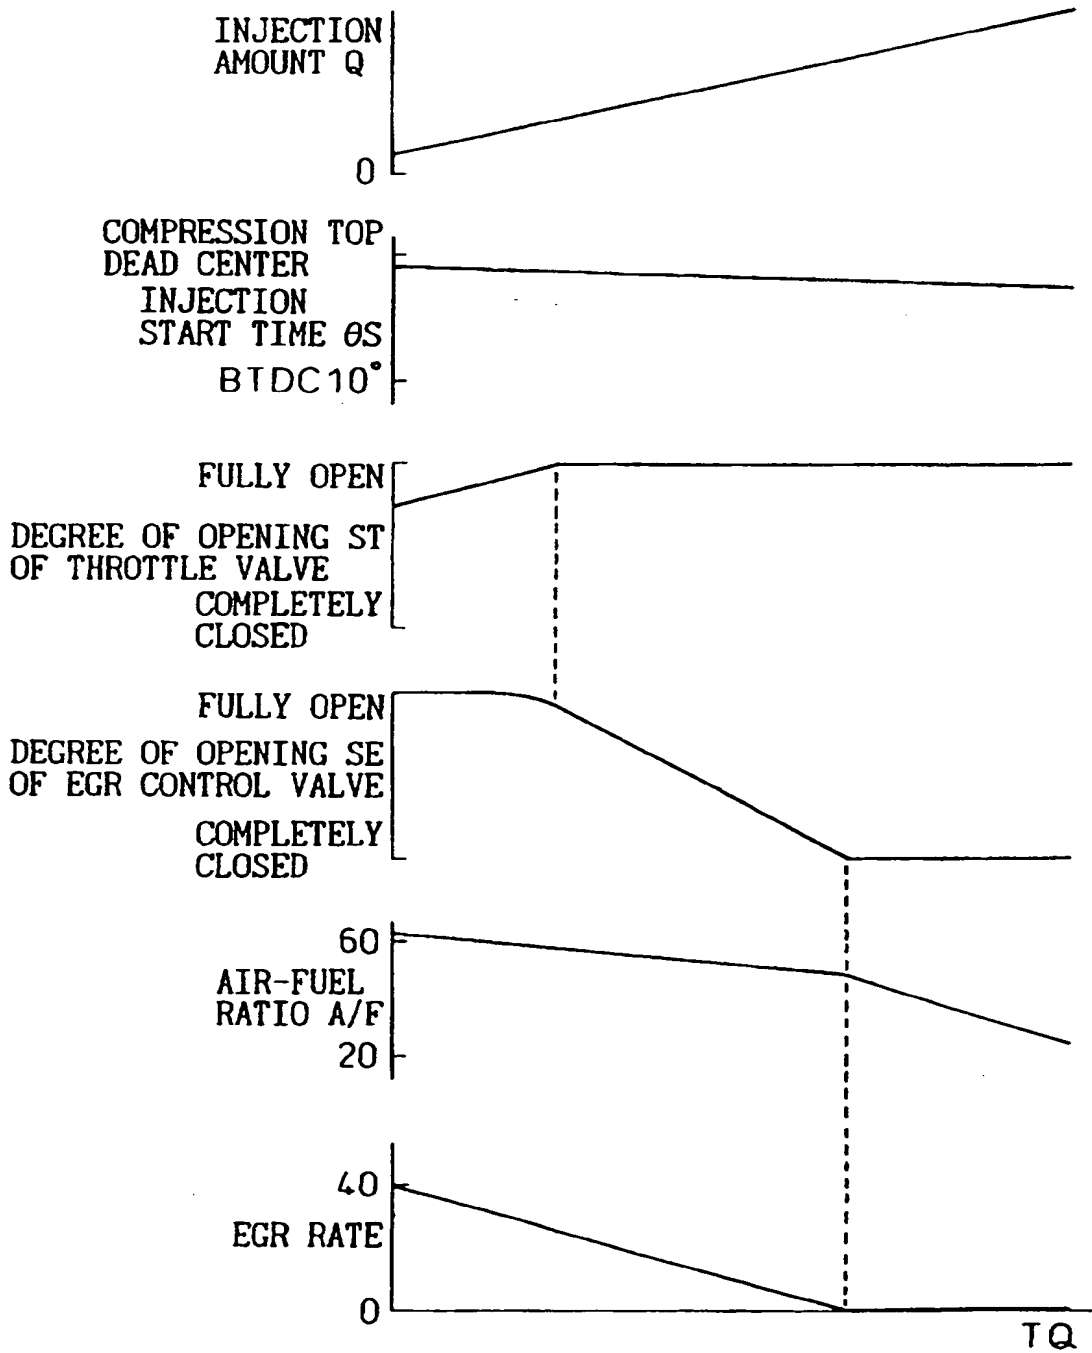 INJECTION
AMOUNT Q
0
COMPRESSION TOP
DEAD CENTER
INJECTION
START TIME θS
BTDC10°
FULLY OPEN
DEGREE OF OPENING ST
OF THROTTLE VALVE
COMPLETELY
CLOSED
FULLY OPEN
DEGREE OF OPENING SE
OF EGR CONTROL VALVE
COMPLETELY
CLOSED
60
AIR-FUEL
RATIO A/F
20
40
EGR RATE
0
TQ